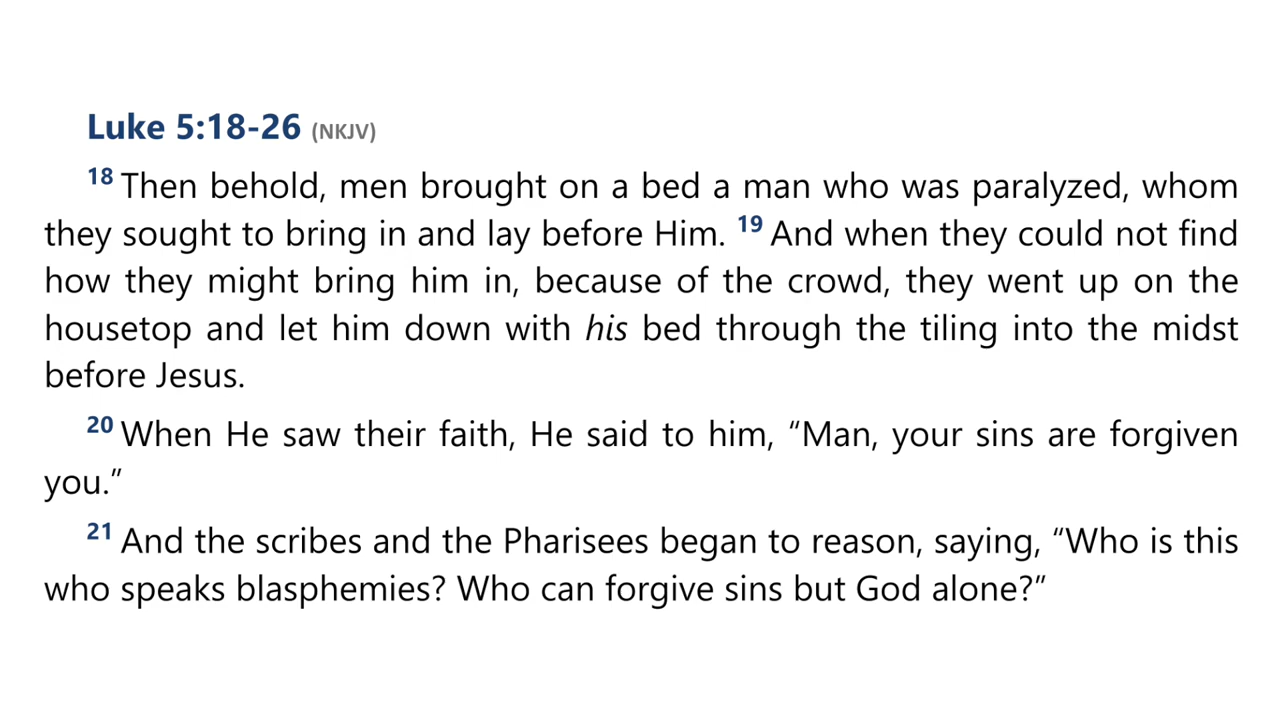 Luke 5:18-26 (NKJV)
18 Then behold, men brought on a bed a man who was paralyzed, whom
they sought to bring in and lay before Him. 19 And when they could not find
how they might bring him in, because of the crowd, they went up on the
housetop and let him down with his bed through the tiling into the midst
before Jesus.
20 When He saw their faith, He said to him, “Man, your sins are forgiven
you.”
21 And the scribes and the Pharisees began to reason, saying, “Who is this
who speaks blasphemies? Who can forgive sins but God alone?”